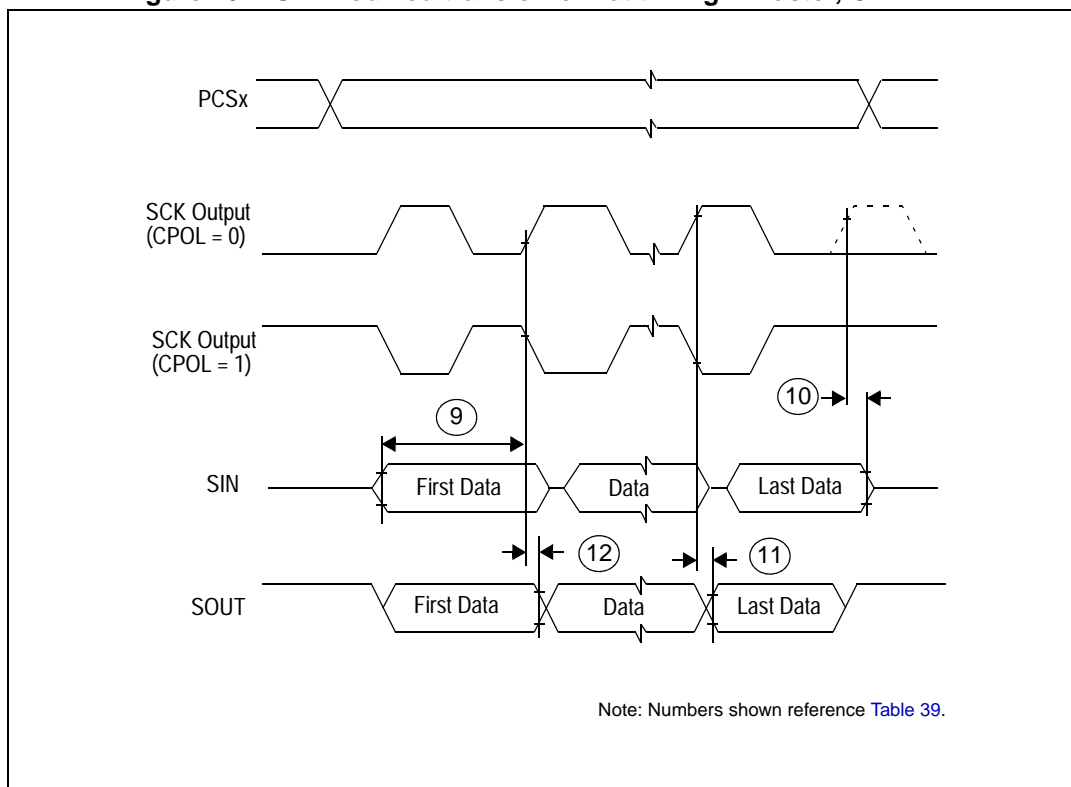 PCSx
SCK Output
(CPOL = 0)
SCK Output
(CPOL = 1)
10
9
SIN
First Data
Data
Last Data
12
11
SOUT
First Data
Data
Last Data
Note: Numbers shown reference Table 39.